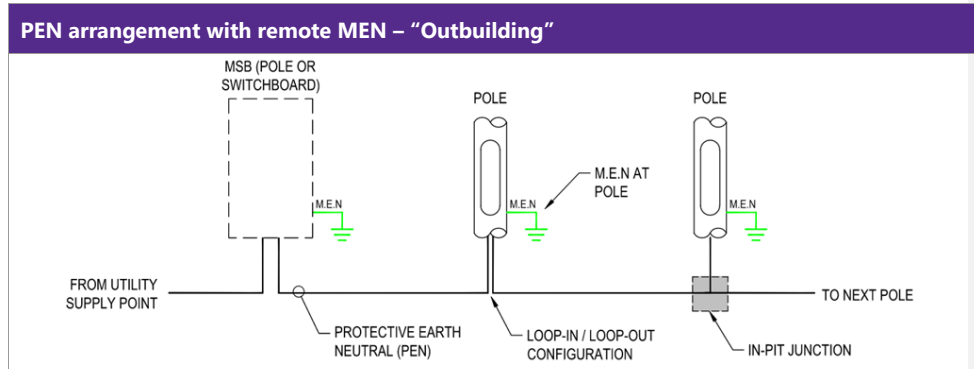 PEN arrangement with remote MEN – “Outbuilding”
MSB (POLE OR
SWITCHBOARD)
POLE
POLE
M.E.N AT
POLE
M.E.N
M.E.N
M.E.N
FROM UTILITY
SUPPLY POINT
TO NEXT POLE
PROTECTIVE EARTH
NEUTRAL (PEN)
LOOP-IN / LOOP-OUT
CONFIGURATION
IN-PIT JUNCTION